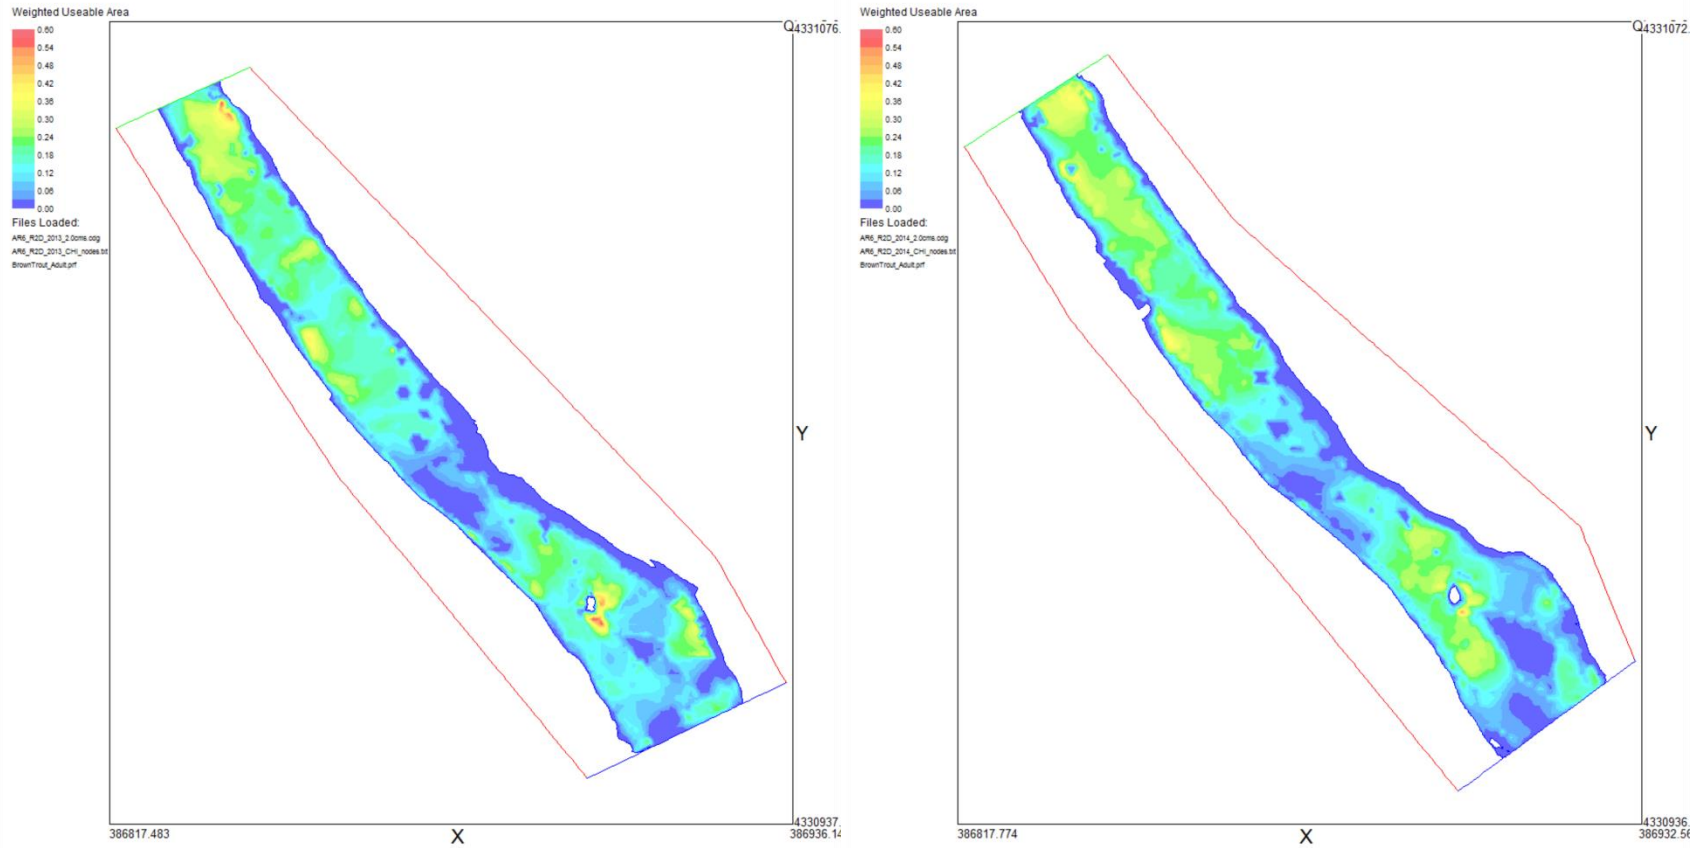 Weighted Useable Area
0.60
0.54
0.48
0.42
0.36
0.30
0.24
0.18
0.12
0.06
0.00
Files Loaded:
AR6_R2D_2013_2.0cms.cdg
AR6_R2D_2013_CHI_nodes.txt
BrownTrout_Adult.prf
Q
4331076.
Y
4330937.
386817.483
X
386936.14
Weighted Useable Area
0.60
0.54
0.48
0.42
0.36
0.30
0.24
0.18
0.12
0.06
0.00
Files Loaded:
AR6_R2D_2014_2.0cms.cdg
AR6_R2D_2014_CHI_nodes.txt
BrownTrout_Adult.prf
Q
4331072.
Y
4330936.
386817.774
X
386932.56